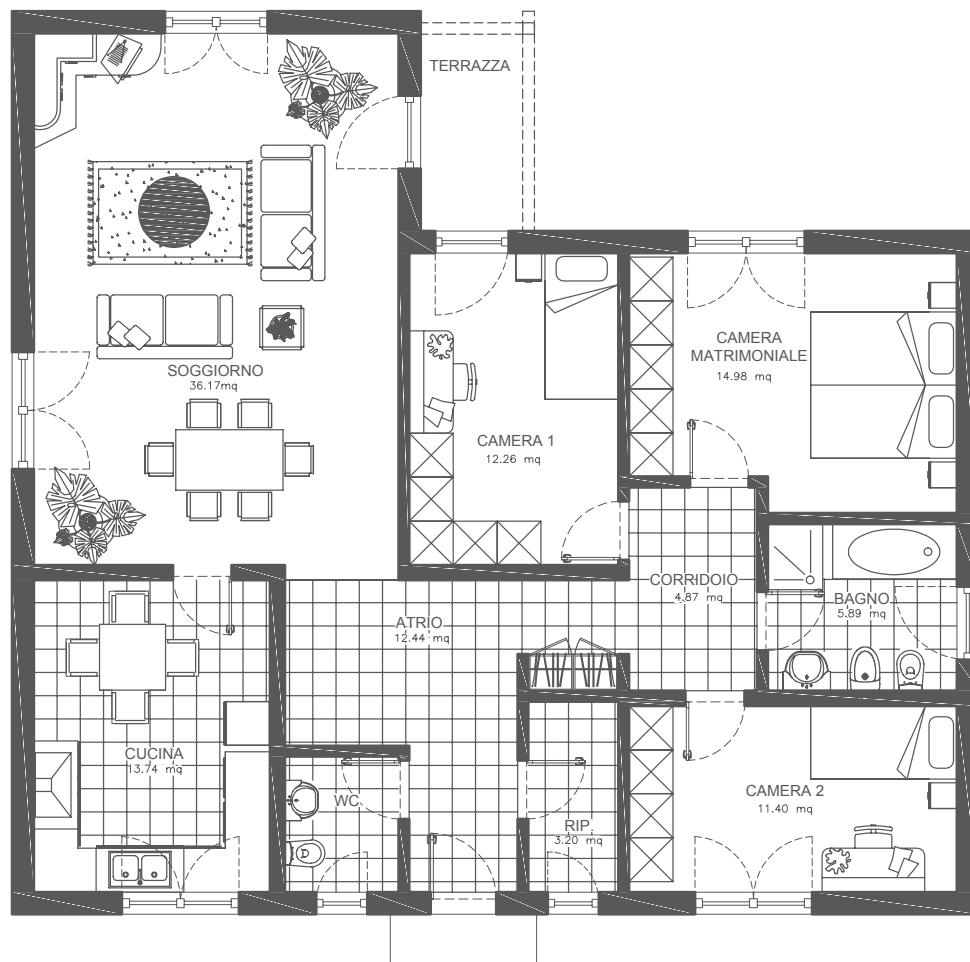 TERRAZZA
SOGGIORNO
36.17mq
CAMERA
MATRIMONIALE
14.98 mq
CAMERA 1
12.26 mq
CORRIDOIO
4.87 mq
BAGNO
5.89 mq
ATRIO
12.44 mq
CUCINA
13.74 mq
WC
RIP.
3.20 mq
CAMERA 2
11.40 mq